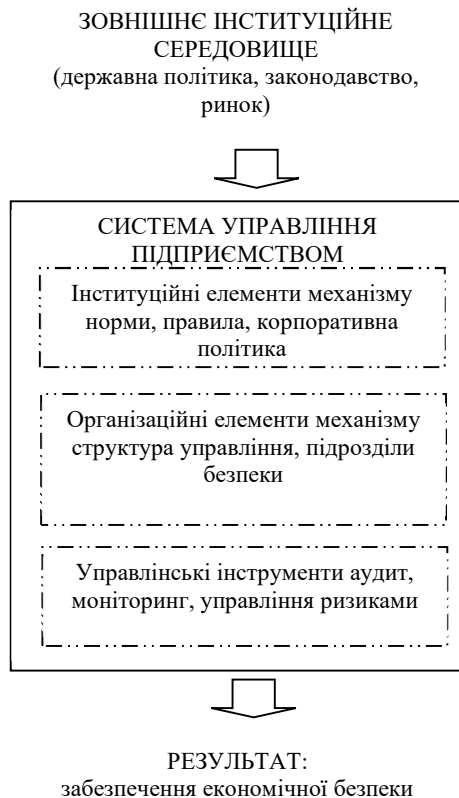 ЗОВНІШНЄ ІНСТИТУЦІЙНЕ
СЕРЕДОВИЩЕ
(державна політика, законодавство,
ринок)
СИСТЕМА УПРАВЛІННЯ
ПІДПРИЄМСТВОМ
Інституційні елементи механізму
норми, правила, корпоративна
політика
Організаційні елементи механізму
структура управління, підрозділи
безпеки
Управлінські інструменти аудит,
моніторинг, управління ризиками
РЕЗУЛЬТАТ:
забезпечення економічної безпеки